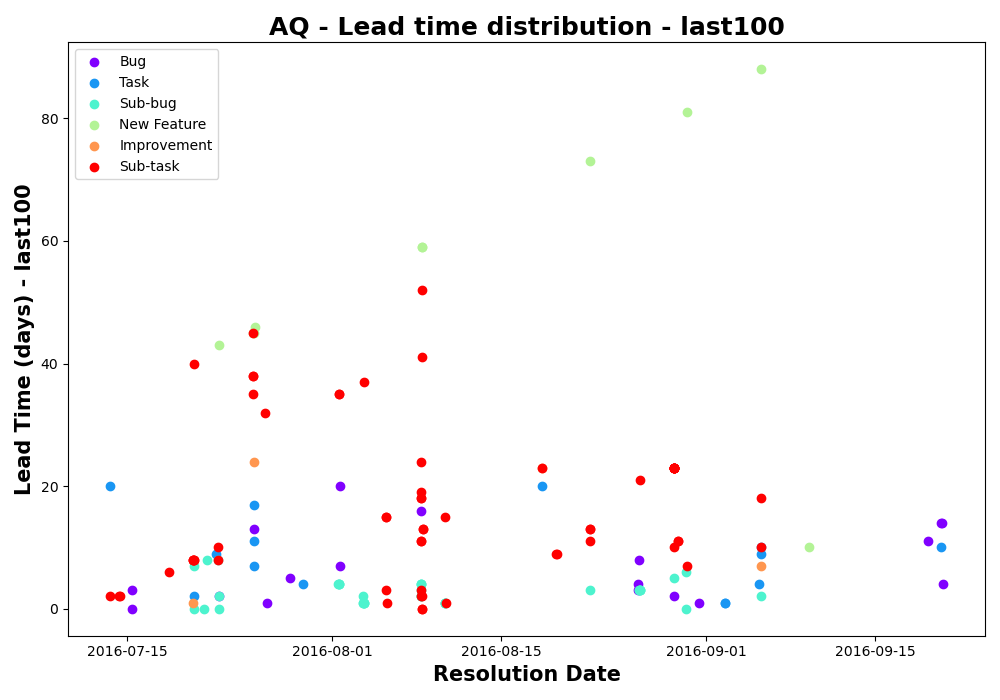 AQ - Lead time distribution - last100
Bug
Task
Sub-bug
New Feature
Improvement
Sub-task
Lead Time (days) - last100
80
60
40
20
0
2016-07-15 2016-08-01 2016-08-15 2016-09-01 2016-09-15
Resolution Date